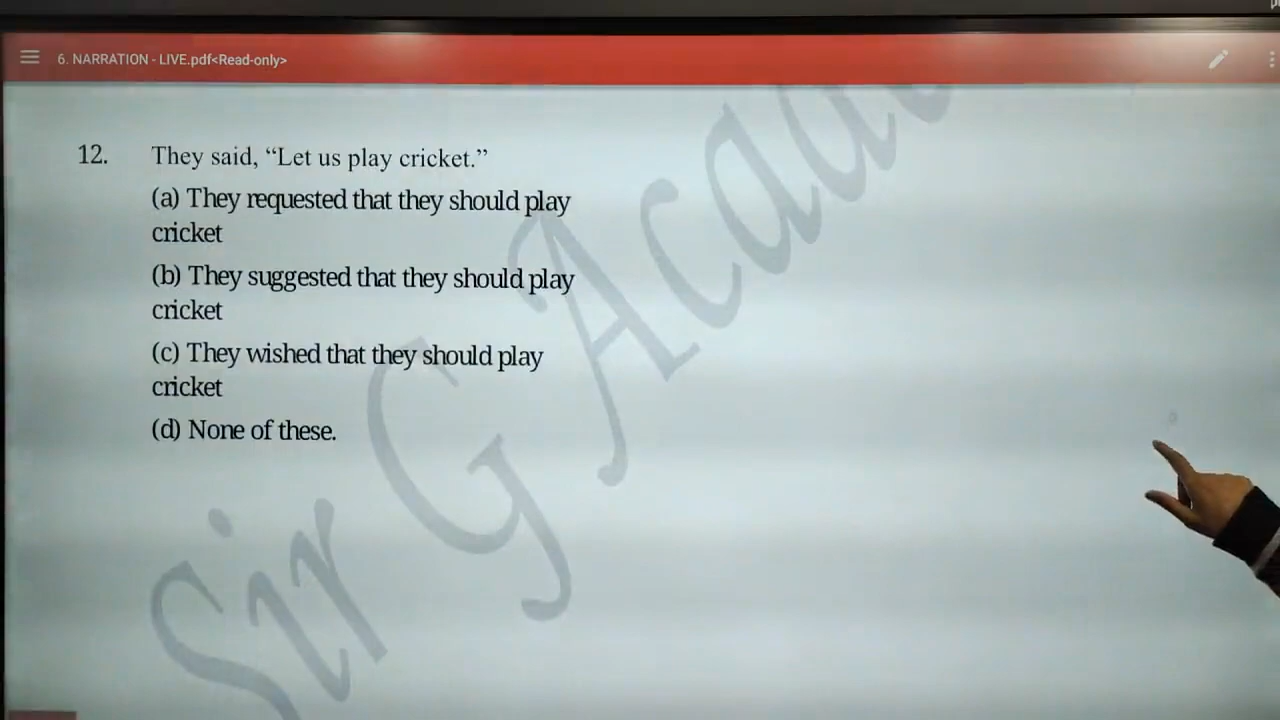 6. NARRATION - LIVE.pdf<Read-only>
12. They said, “Let us play cricket.”
(a) They requested that they should play
cricket
(b) They suggested that they should play
cricket
(c) They wished that they should play
cricket
(d) None of these.
Sir G Acad